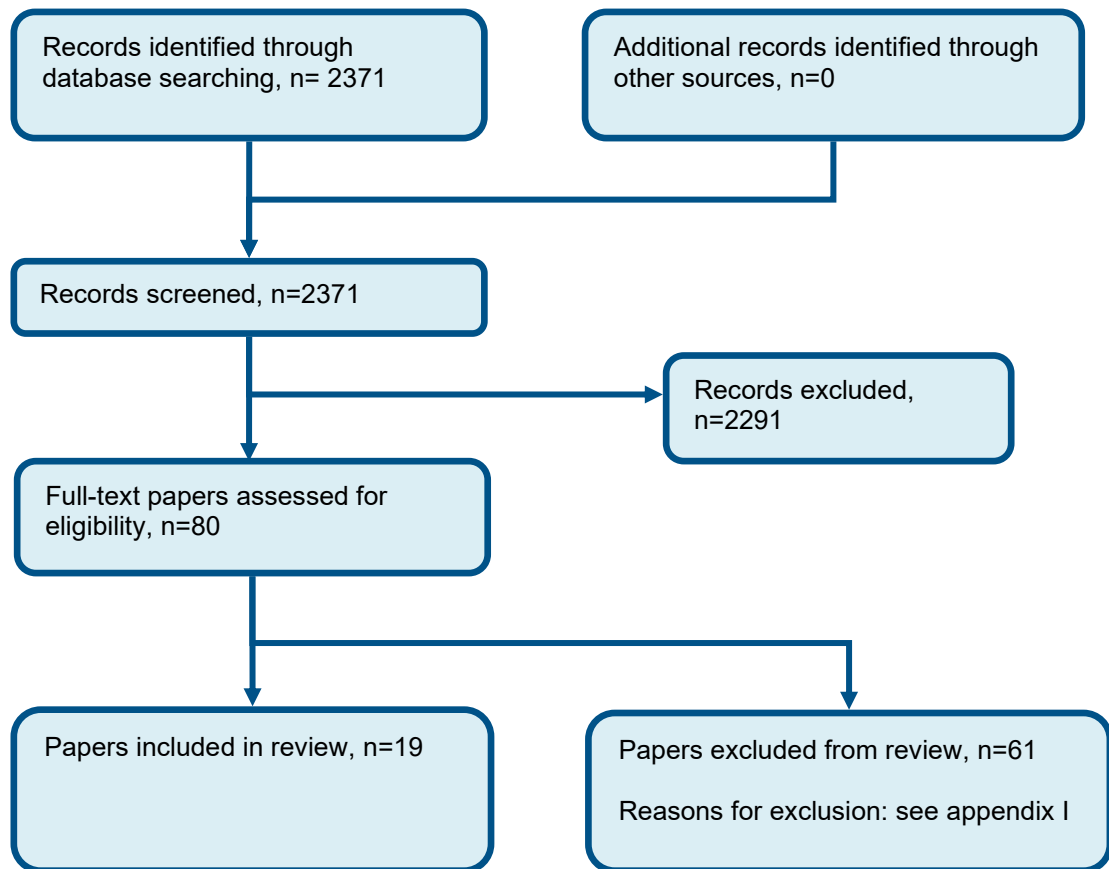 Records identified through
database searching, n= 2371
Additional records identified through
other sources, n=0
Records screened, n=2371
Records excluded,
n=2291
Full-text papers assessed for
eligibility, n=80
Papers included in review, n=19
Papers excluded from review, n=61
Reasons for exclusion: see appendix I